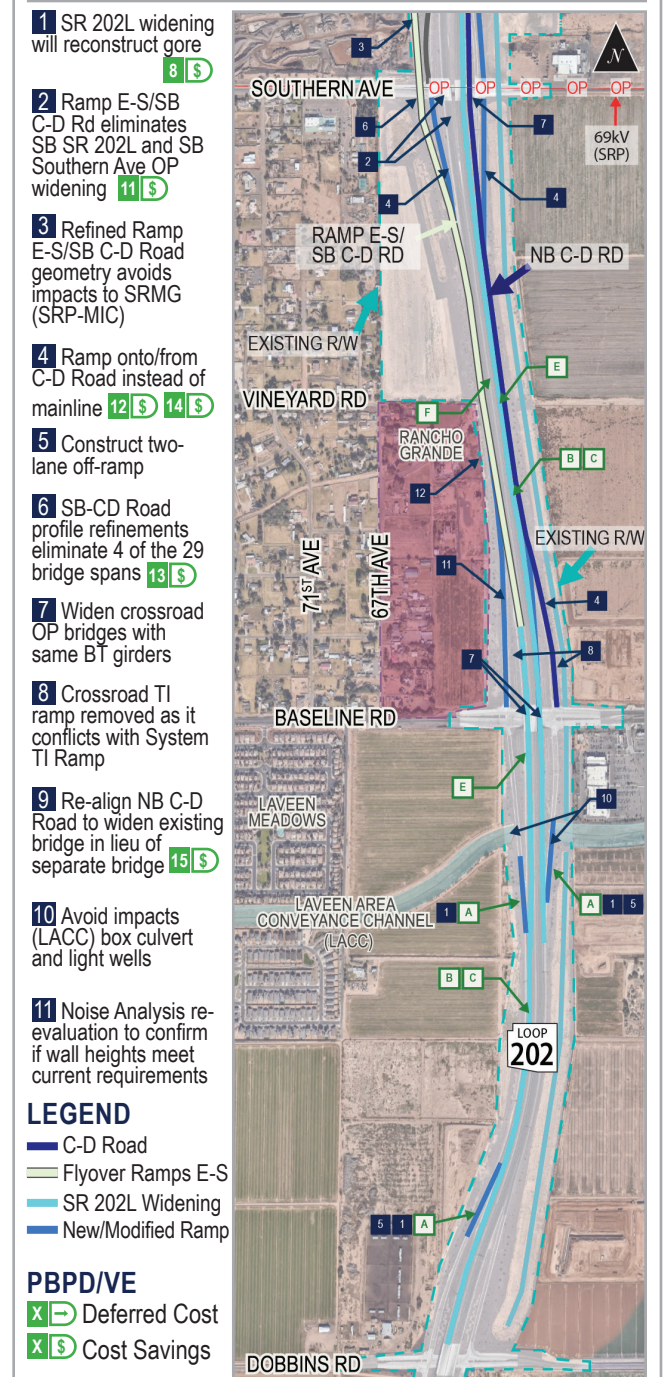 1 SR 202L widening
will reconstruct gore
8 $
2 Ramp E-S/SB
C-D Rd eliminates
SB SR 202L and SB
Southern Ave OP
widening 11 $
3 Refined Ramp
E-S/SB C-D Road
geometry avoids
impacts to SRMG
(SRP-MIC)
4 Ramp onto/from
C-D Road instead of
mainline 12 $ 14 $
5 Construct two-
lane off-ramp
6 SB-CD Road
profile refinements
eliminate 4 of the 29
bridge spans 13 $
7 Widen crossroad
OP bridges with
same BT girders
8 Crossroad TI
ramp removed as it
conflicts with System
TI Ramp
9 Re-align NB C-D
Road to widen existing
bridge in lieu of
separate bridge 15 $
10 Avoid impacts
(LACC) box culvert
and light wells
11 Noise Analysis re-
evaluation to confirm
if wall heights meet
current requirements
LEGEND
C-D Road
Flyover Ramps E-S
SR 202L Widening
New/Modified Ramp
PBPD/VE
X → Deferred Cost
X $ Cost Savings
3
N
SOUTHERN AVE
OP OP OP OP OP
6
7
69kV
(SRP)
2
4
4
RAMP E-S/
SB C-D RD
NB C-D RD
EXISTING R/W
E
VINEYARD RD
F
RANCHO
GRANDE
B C
12
EXISTING R/W
71ST AVE
67TH AVE
11
4
7
8
BASELINE RD
E
LAVEEN
MEADOWS
10
LAVEEN AREA
CONVEYANCE CHANNEL
(LACC)
1 A
A 1 5
B C
LOOP
202
5 1 A
DOBBINS RD